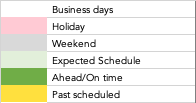 Business days
Holiday
Weekend
Expected Schedule
Ahead/On time
Past scheduled